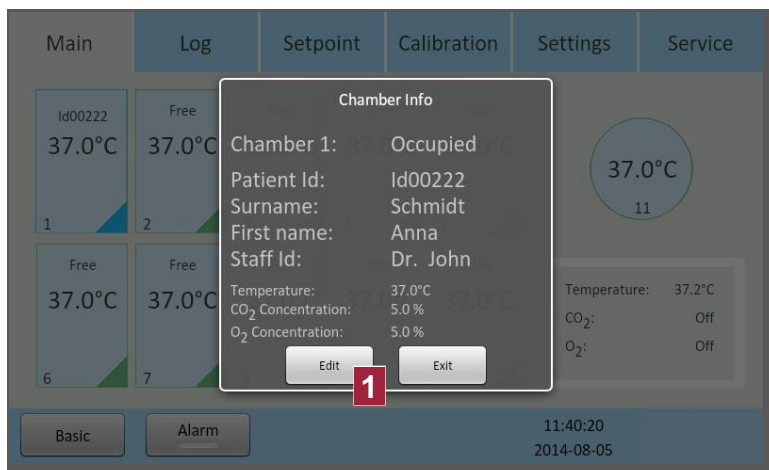 Main Log Setpoint Calibration Settings Service
Id00222
37.0°C
1
Free
37.0°C
2
Chamber Info
Chamber 1: Occupied
Patient Id: Id00222
Surname: Schmidt
First name: Anna
Staff Id: Dr. John
Temperature: 37.0°C
CO2 Concentration: 5.0 %
O2 Concentration: 5.0 %
Edit Exit
1
37.0°C
11
Free
37.0°C
6
Free
37.0°C
7
Temperature: 37.2°C
CO2: Off
O2: Off
Basic Alarm
11:40:20
2014-08-05